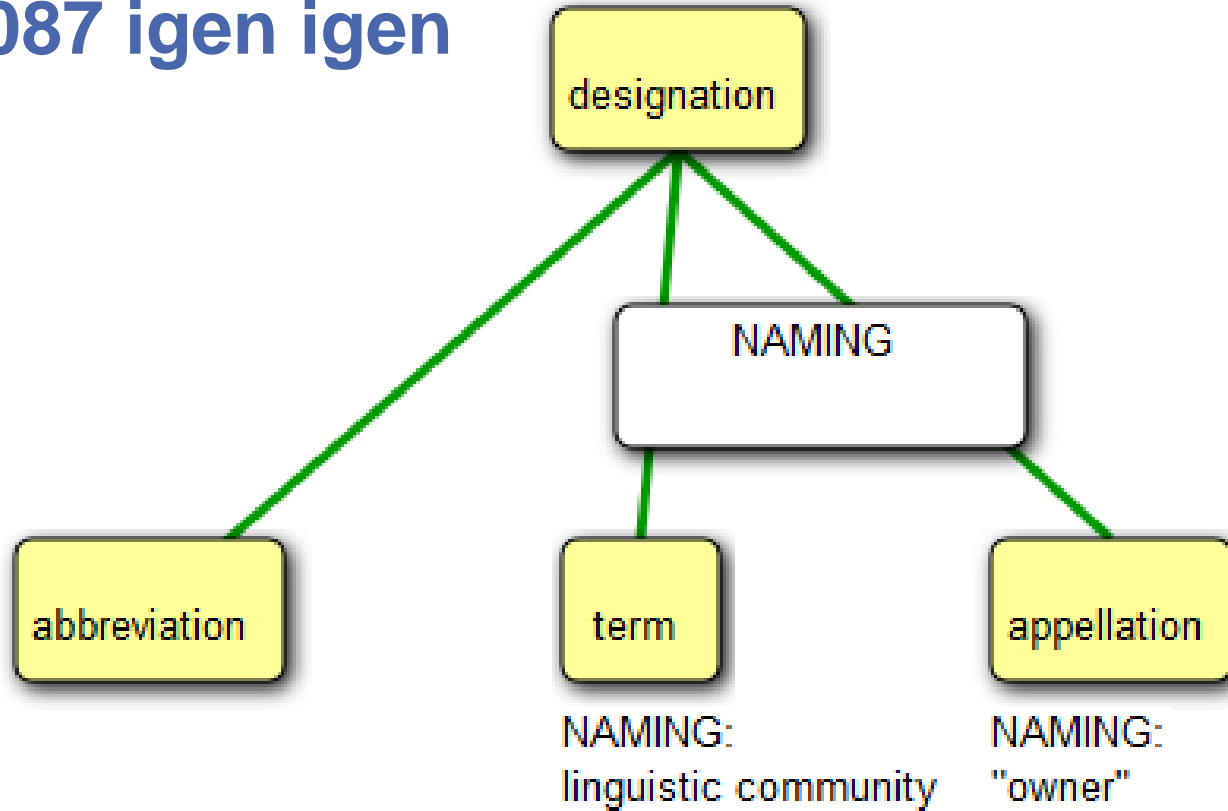 087 igen igen
designation
NAMING
abbreviation
term
appellation
NAMING:
linguistic community
NAMING:
"owner"